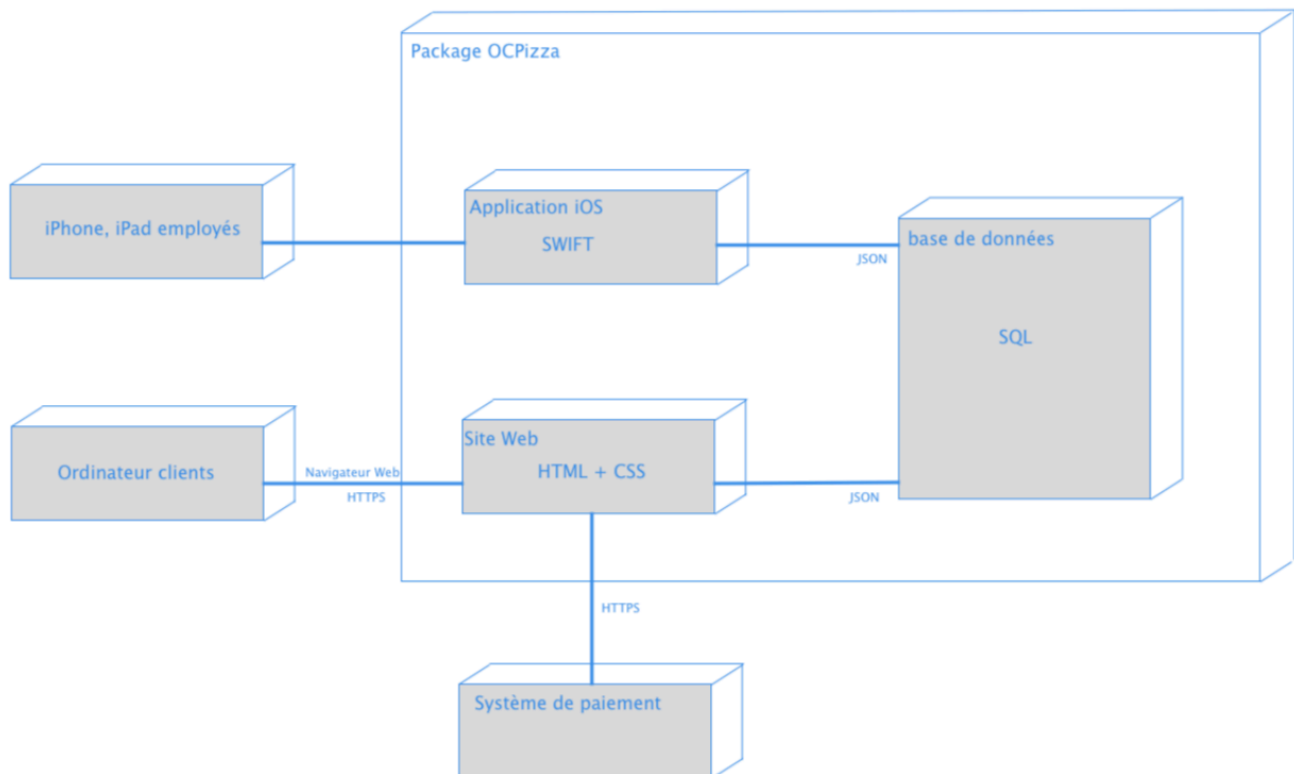 Package OCPizza
iPhone, iPad employés
Application iOS
SWIFT
JSON
base de données
SQL
Ordinateur clients
Navigateur Web
HTTPS
Site Web
HTML + CSS
JSON
HTTPS
Système de paiement